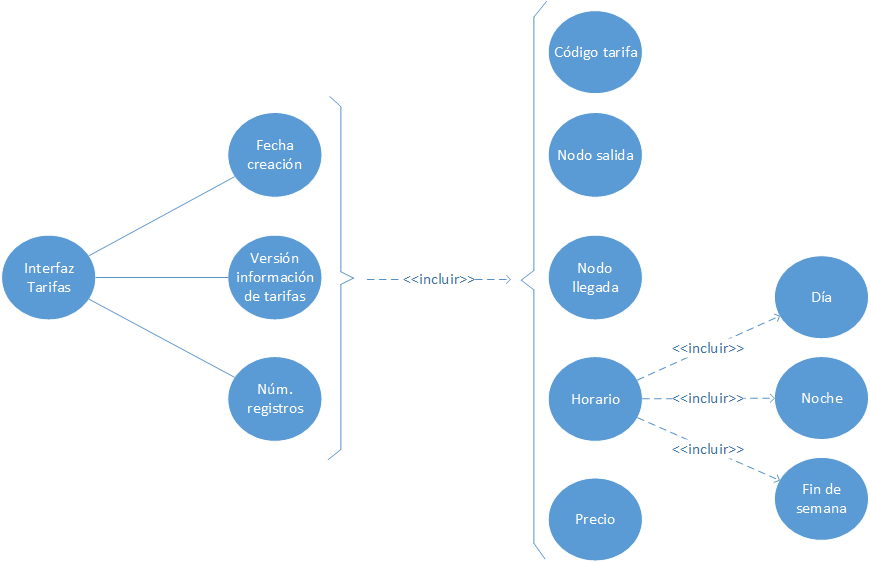 Interfaz
Tarifas
Fecha
creación
Versión
información
de tarifas
Núm.
registros
<<incluir>>
Código tarifa
Nodo salida
Nodo
llegada
Horario
Precio
<<incluir>>
<<incluir>>
<<incluir>>
Día
Noche
Fin de
semana